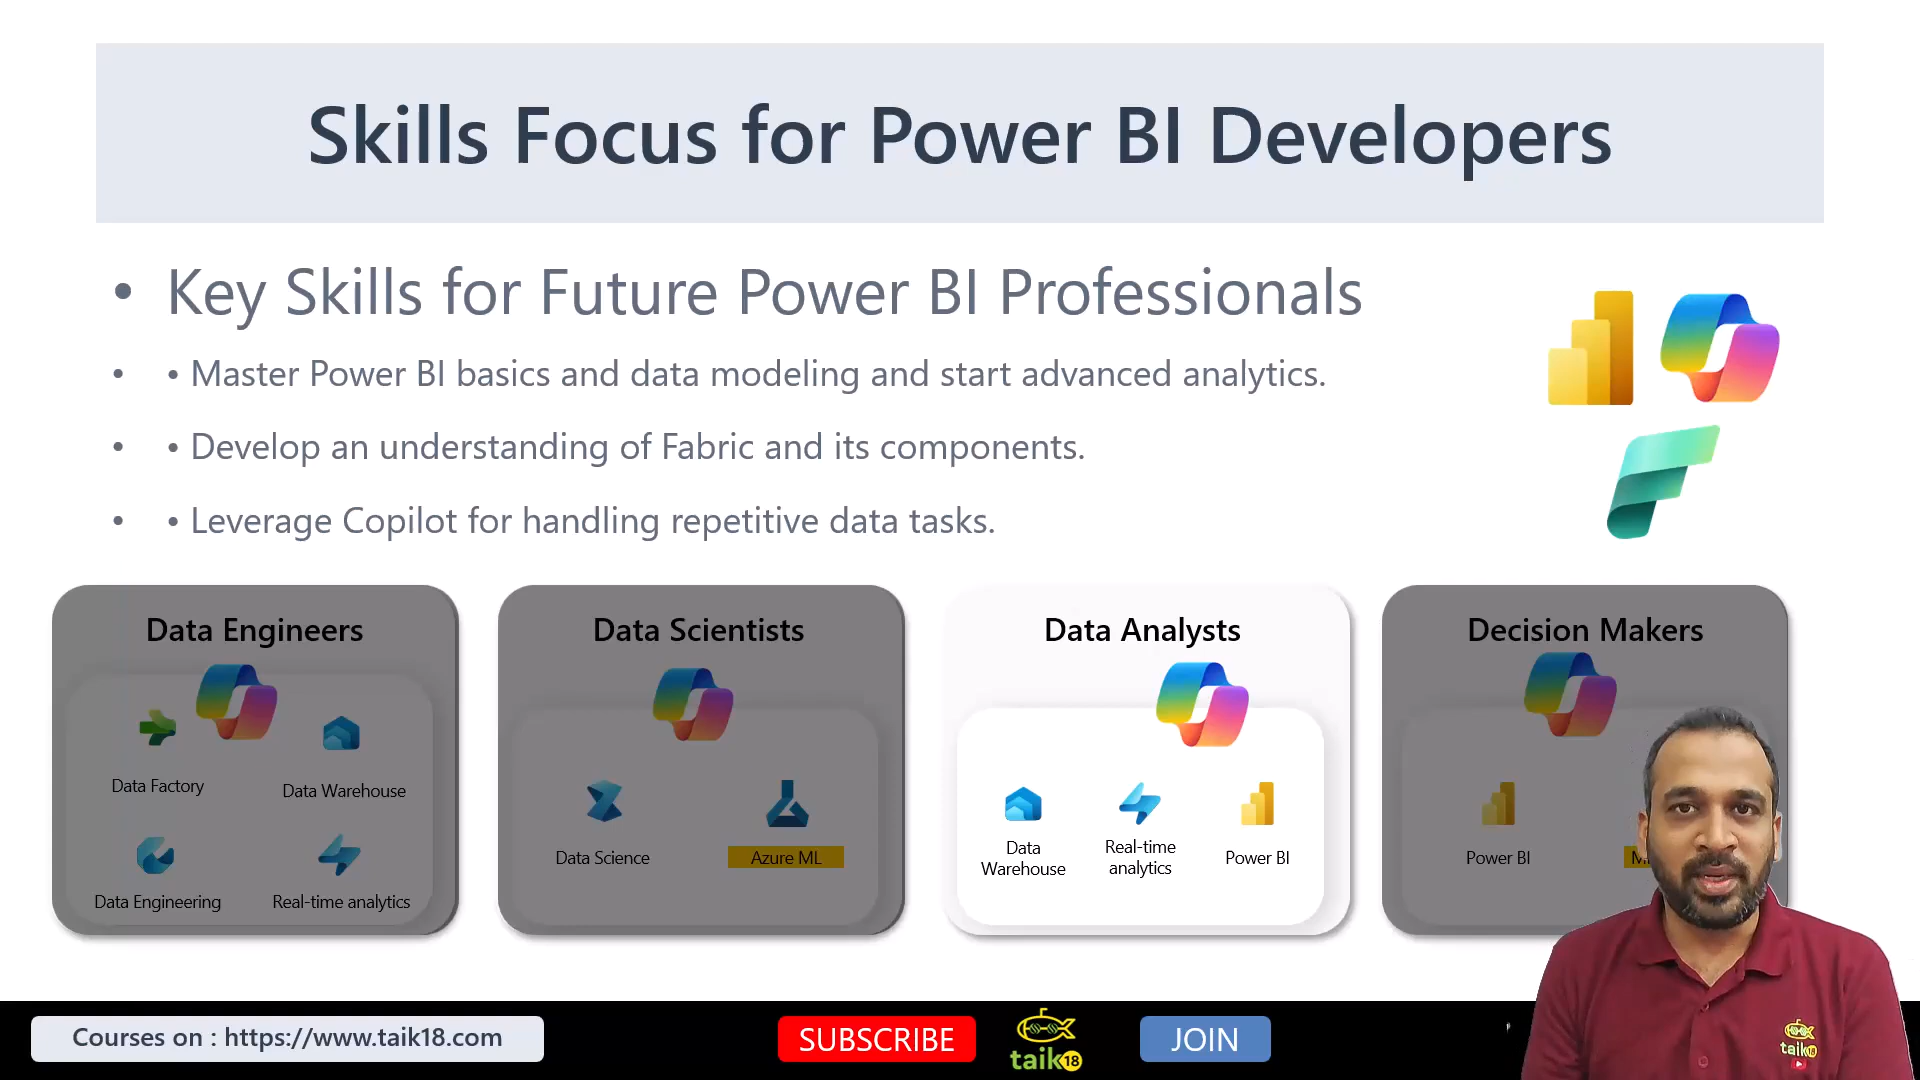 Skills Focus for Power BI Developers
• Key Skills for Future Power BI Professionals
• • Master Power BI basics and data modeling and start advanced analytics.
• • Develop an understanding of Fabric and its components.
• • Leverage Copilot for handling repetitive data tasks.
Data Engineers
Data Factory
Data Warehouse
Data Engineering
Real-time analytics
Data Scientists
Data Science
Azure ML
Data Analysts
Data
Warehouse
Real-time
analytics
Power BI
Decision Makers
Power BI
Courses on : https://www.taik18.com
SUBSCRIBE
taik18
JOIN
taik18